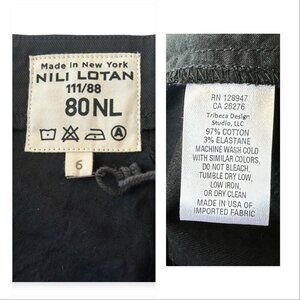 Made in New York
NILI LOTAN
111/88
80NL
A
6
RN 128947
CA 26276
Tribeca Design
Studio, LLC
97% COTTON
3% ELASTANE
MACHINE WASH COLD
WITH SIMILAR COLORS,
DO NOT BLEACH,
TUMBLE DRY LOW,
LOW IRON,
OR DRY CLEAN
MADE IN USA OF
IMPORTED FABRIC